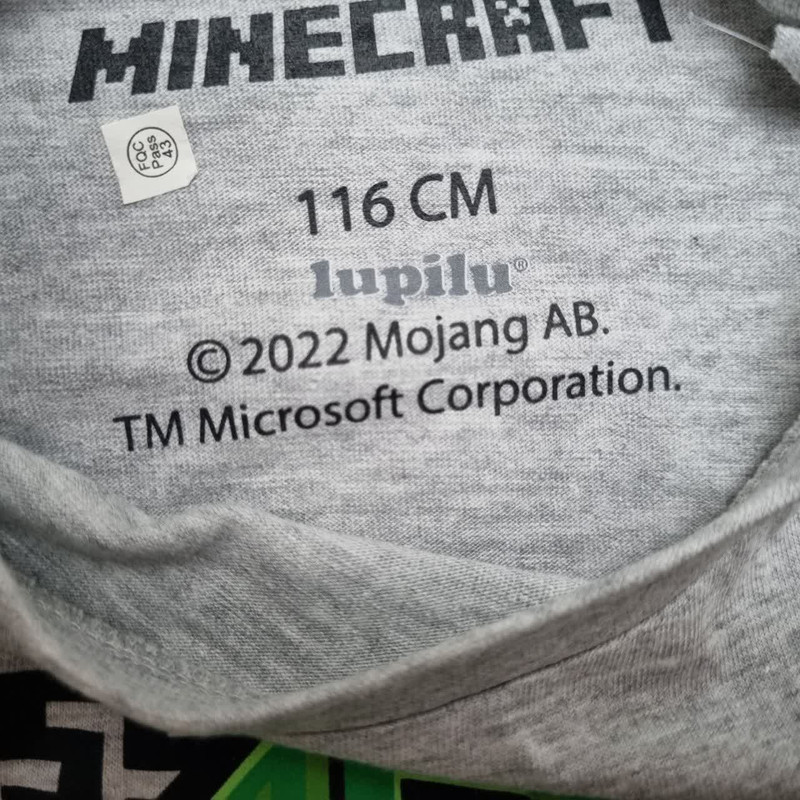 MINECRAFT
FQC
Pass
43
116 CM
lupilu®
©2022 Mojang AB.
TM Microsoft Corporation.